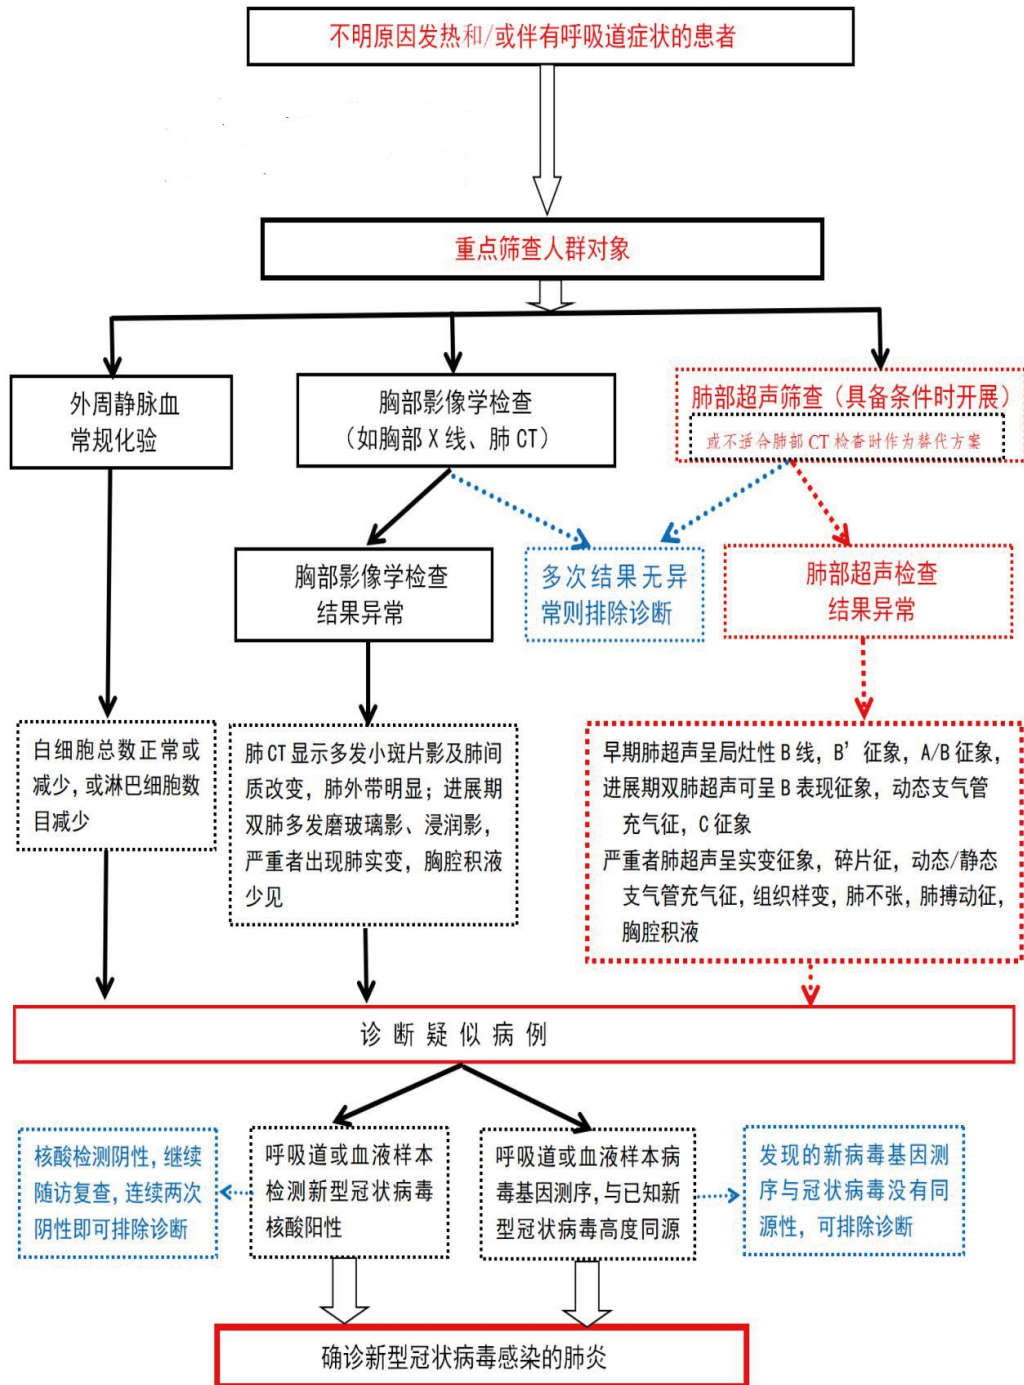 不明原因发热和/或伴有呼吸道症状的患者
重点筛查人群对象
外周静脉血
常规化验
胸部影像学检查
（如胸部 X 线、肺 CT）
肺部超声筛查（具备条件时开展）
或不适合肺部 CT 检查时作为替代方案
胸部影像学检查
结果异常
多次结果无异
常则排除诊断
肺部超声检查
结果异常
白细胞总数正常或
减少，或淋巴细胞数
目减少
肺 CT 显示多发小斑片影及肺间
质改变，肺外带明显；进展期
双肺多发磨玻璃影、浸润影，
严重者出现肺实变，胸腔积液
少见
早期肺超声呈局灶性 B 线，B’ 征象，A/B 征象，
进展期双肺超声可呈 B 表现征象，动态支气管
充气征，C 征象
严重者肺超声呈实变征象，碎片征，动态/静态
支气管充气征，组织样变，肺不张，肺搏动征，
胸腔积液
诊 断 疑 似 病 例
核酸检测阴性，继续
随访复查，连续两次
阴性即可排除诊断
呼吸道或血液样本
检测新型冠状病毒
核酸阳性
呼吸道或血液样本病
毒基因测序，与已知新
型冠状病毒高度同源
发现的新病毒基因测
序与冠状病毒没有同
源性，可排除诊断
确诊新型冠状病毒感染的肺炎